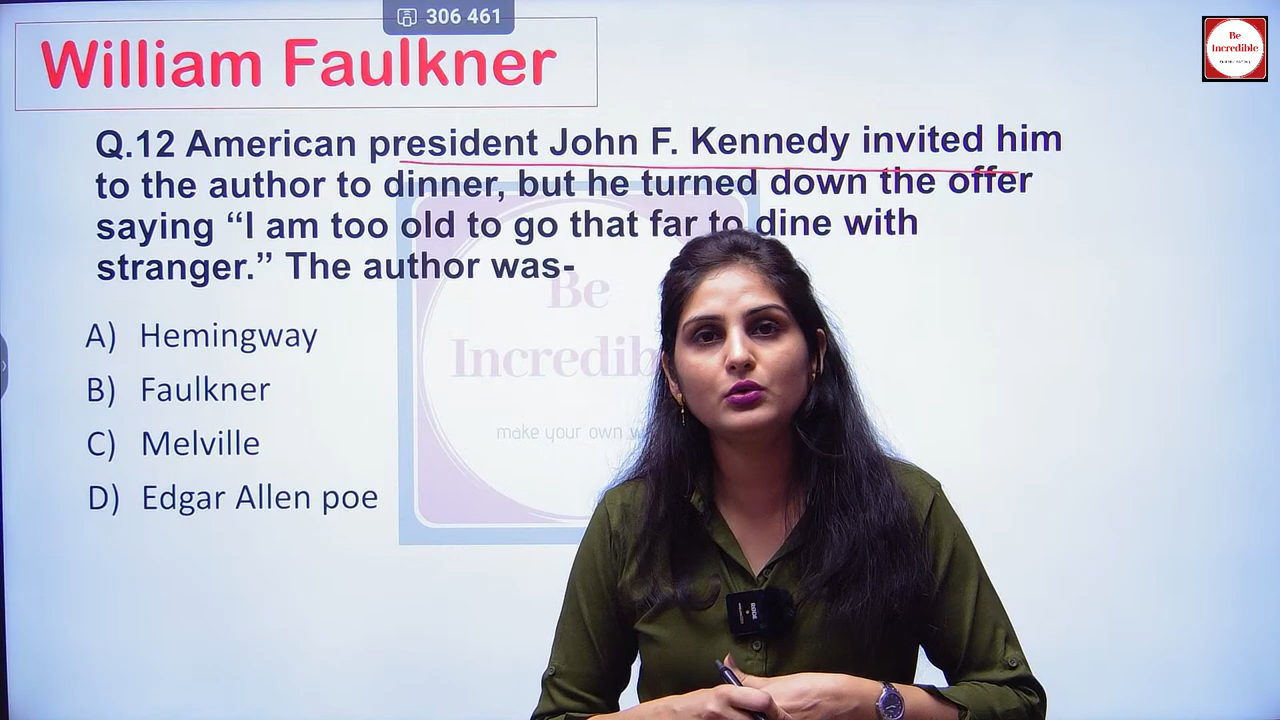 306 461
William Faulkner
Be
Incredible
Q.12 American president John F. Kennedy invited him
to the author to dinner, but he turned down the offer
saying “I am too old to go that far to dine with
stranger.” The author was-
Be
Incredib
make your own
A) Hemingway
B) Faulkner
C) Melville
D) Edgar Allen poe